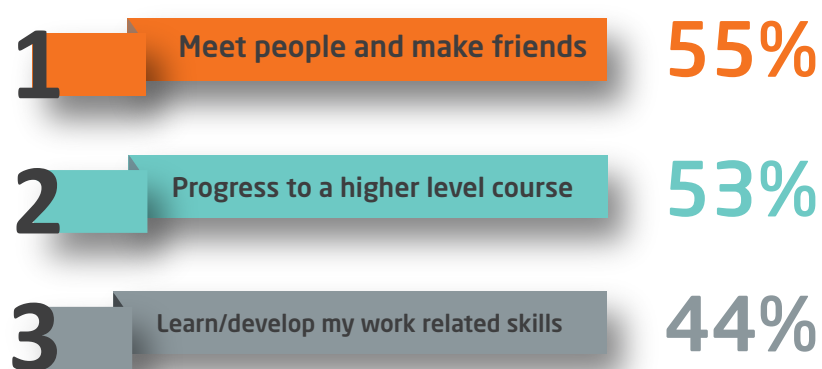 1 Meet people and make friends 55%
2 Progress to a higher level course 53%
3 Learn/develop my work related skills 44%